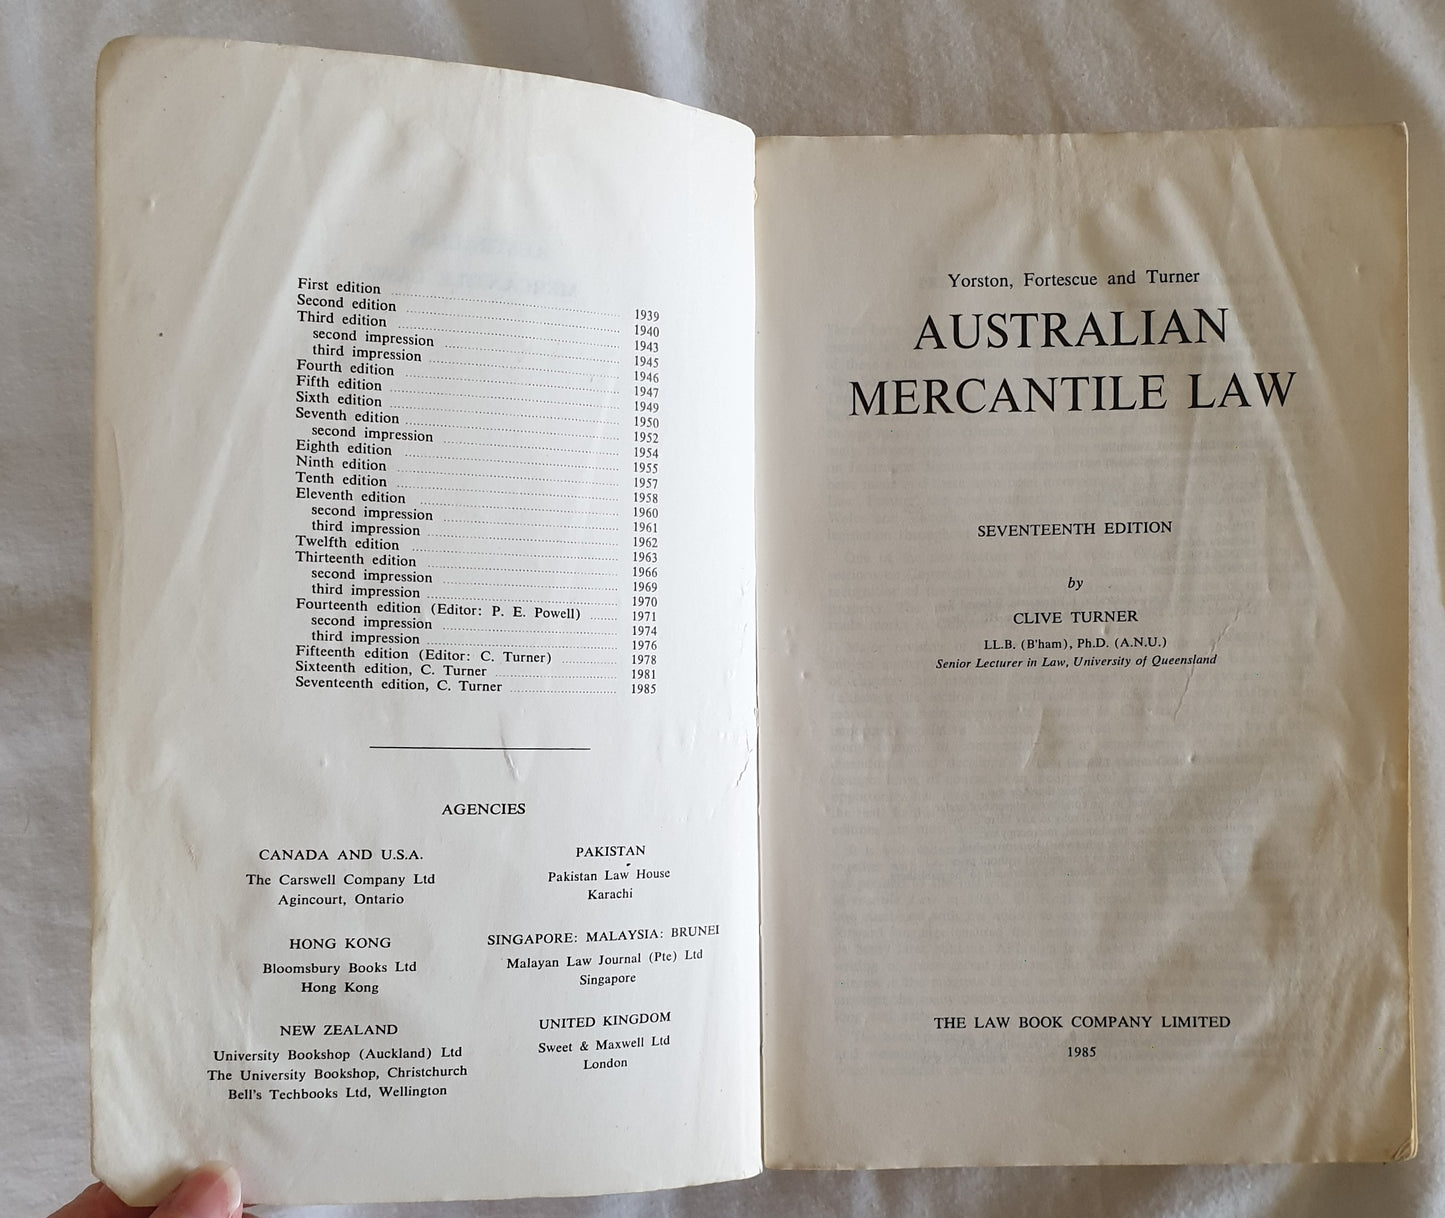 First edition 1939
Second edition 1940
Third edition 1943
second impression 1945
third impression 1946
Fourth edition 1947
Fifth edition 1949
Sixth edition 1950
Seventh edition 1952
second impression 1954
Eighth edition 1955
Ninth edition 1957
Tenth edition 1958
Eleventh edition 1960
second impression 1961
third impression 1962
Twelfth edition 1963
Thirteenth edition 1966
second impression 1969
third impression 1970
Fourteenth edition (Editor: P. E. Powell) 1971
second impression 1974
third impression 1976
Fifteenth edition (Editor: C. Turner) 1978
Sixteenth edition, C. Turner 1981
Seventeenth edition, C. Turner 1985
AGENCIES
CANADA AND U.S.A.
The Carswell Company Ltd
Agincourt, Ontario
HONG KONG
Bloomsbury Books Ltd
Hong Kong
NEW ZEALAND
University Bookshop (Auckland) Ltd
The University Bookshop, Christchurch
Bell's Techbooks Ltd, Wellington
PAKISTAN
Pakistan Law House
Karachi
SINGAPORE: MALAYSIA: BRUNEI
Malayan Law Journal (Pte) Ltd
Singapore
UNITED KINGDOM
Sweet & Maxwell Ltd
London
Yorston, Fortescue and Turner
AUSTRALIAN
MERCANTILE LAW
SEVENTEENTH EDITION
by
CLIVE TURNER
LL.B. (B'ham), Ph.D. (A.N.U.)
Senior Lecturer in Law, University of Queensland
THE LAW BOOK COMPANY LIMITED
1985